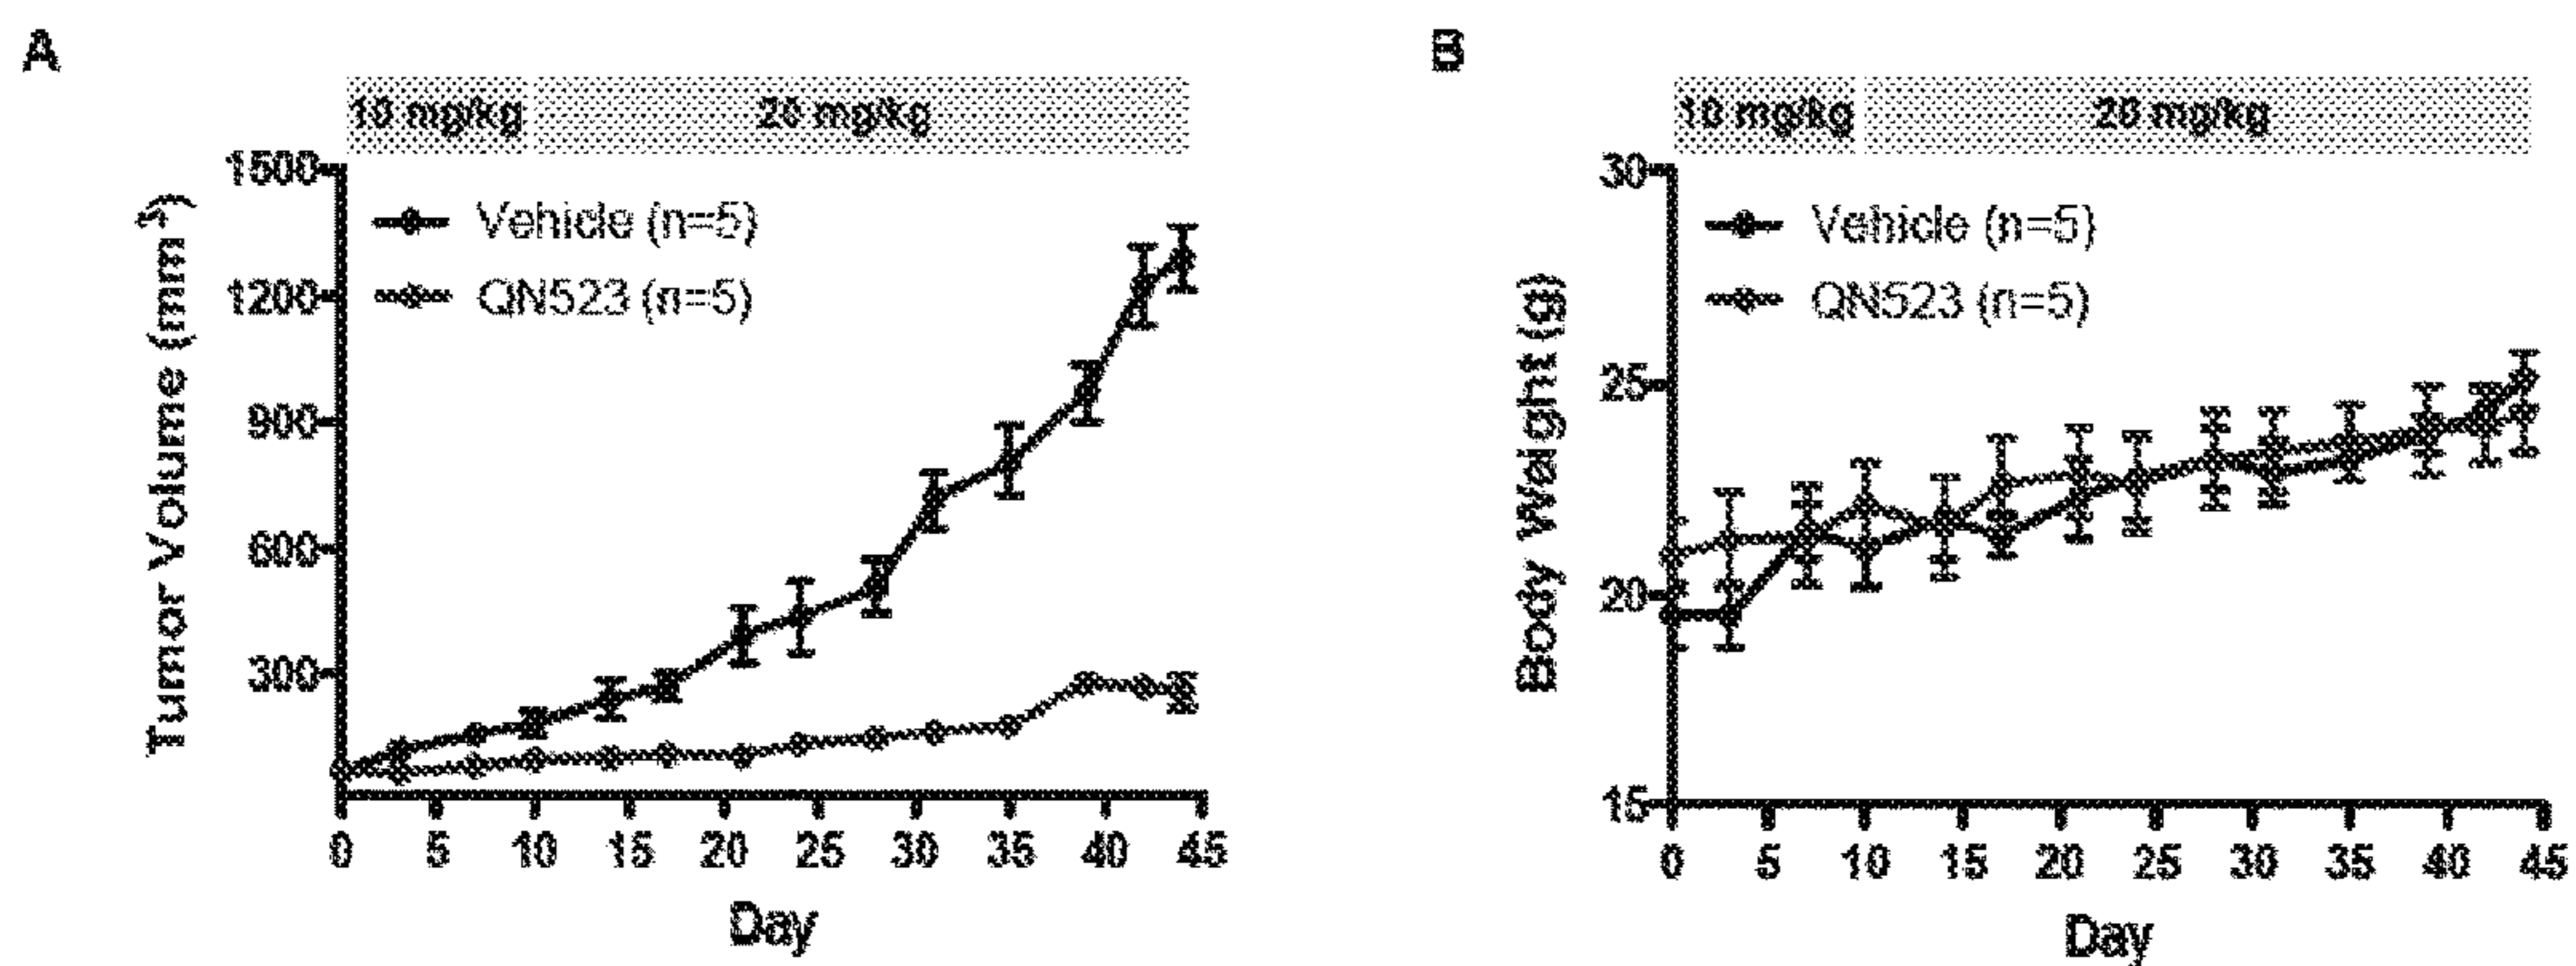 A
10 mg/kg 20 mg/kg
1500
1200
900
600
300
Tumor Volume (mm³)
Vehicle (n=5)
QN523 (n=5)
0 5 10 15 20 25 30 35 40 45
Day
B
10 mg/kg 20 mg/kg
30
25
20
15
Body Weight (g)
Vehicle (n=5)
QN523 (n=5)
0 5 10 15 20 25 30 35 40 45
Day